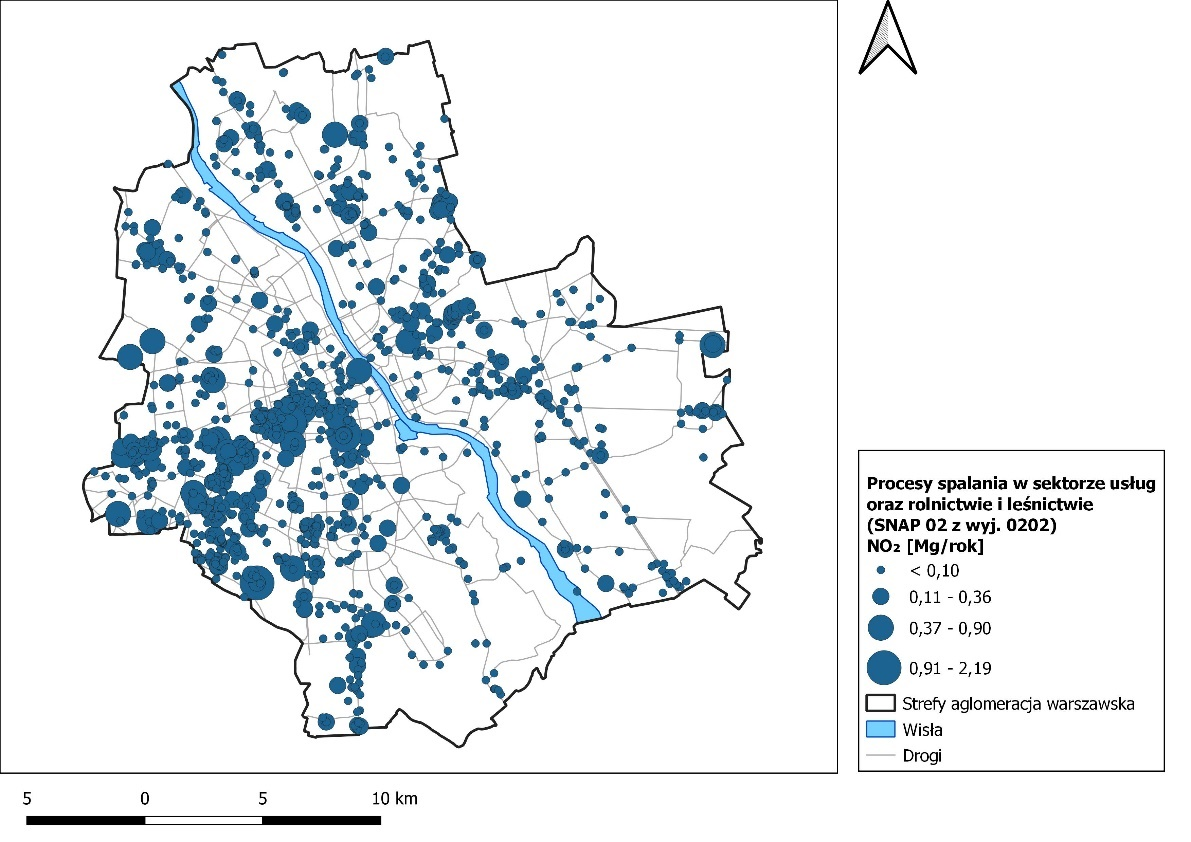 Procesy spalania w sektorze usług
oraz rolnictwie i leśnictwie
(SNAP 02 z wyj. 0202)
NO₂ [Mg/rok]
< 0,10
0,11 - 0,36
0,37 - 0,90
0,91 - 2,19
Strefy aglomeracja warszawska
Wisła
Drogi
5 0 5 10 km